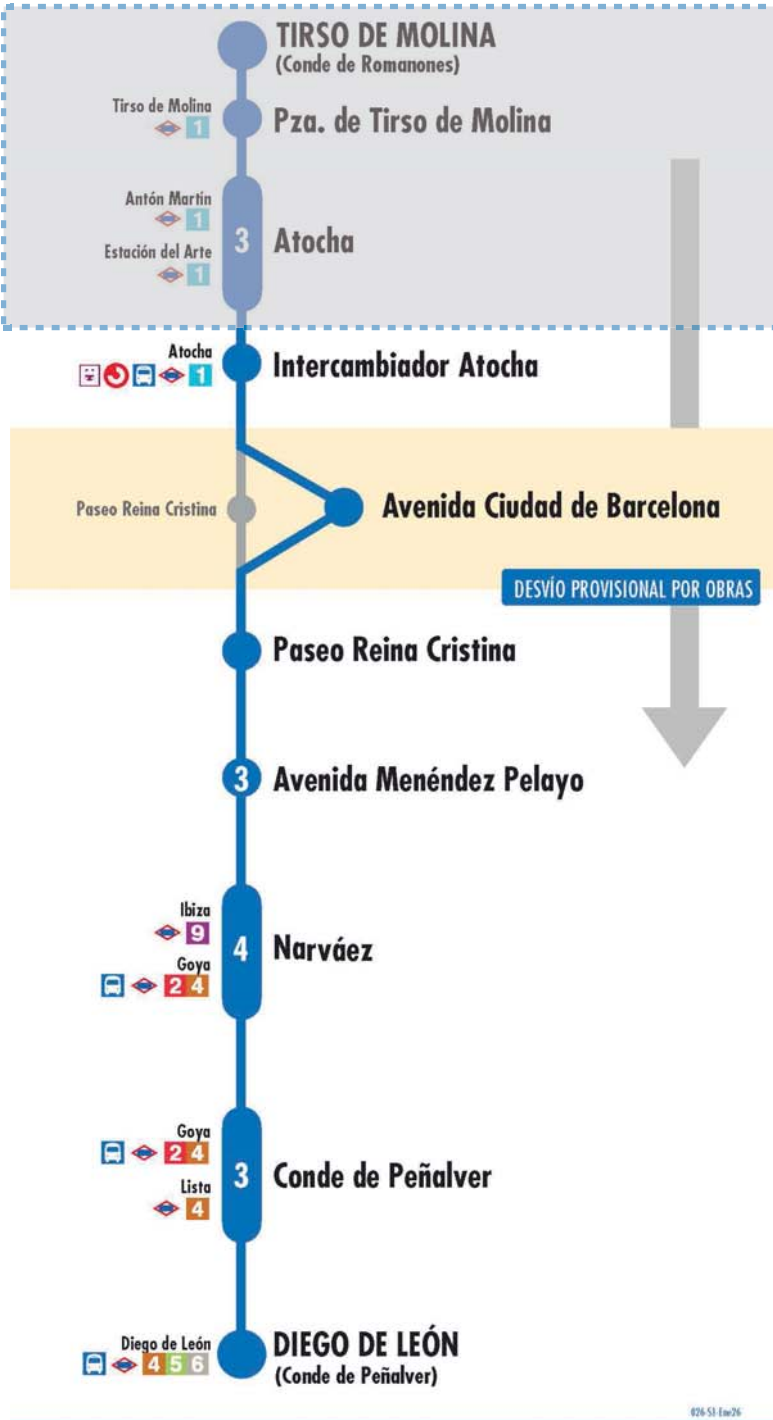 TIRSO DE MOLINA
(Conde de Romanones)
Tirso de Molina
1
Pza. de Tirso de Molina
Antón Martín
1
Estación del Arte
1
3
Atocha
Atocha
1
Intercambiador Atocha
Paseo Reina Cristina
Avenida Ciudad de Barcelona
DESVÍO PROVISIONAL POR OBRAS
Paseo Reina Cristina
3
Avenida Menéndez Pelayo
Ibiza
9
Goya
2 4
4
Narváez
Goya
2 4
Lista
4
3
Conde de Peñalver
Diego de León
4 5 6
DIEGO DE LEÓN
(Conde de Peñalver)
026-S1-Ene26